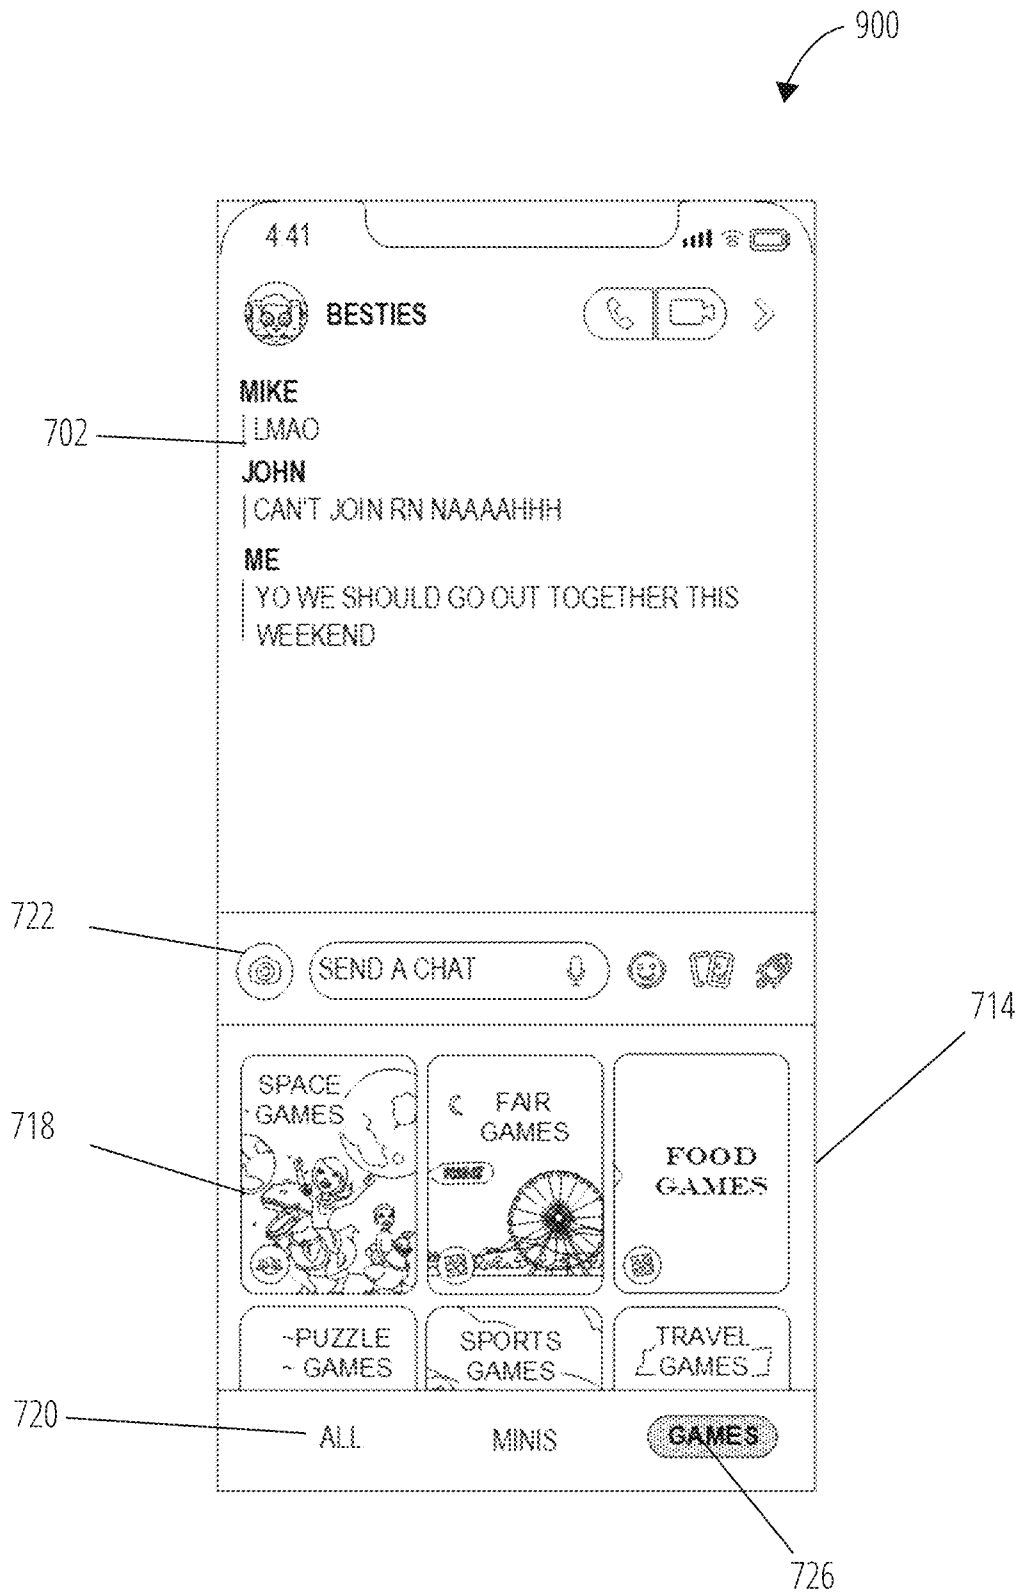 900
4:41
BESTIES
MIKE
LMAO
702
JOHN
CAN'T JOIN RN NAAAAHHH
ME
YO WE SHOULD GO OUT TOGETHER THIS
WEEKEND
722
SEND A CHAT
714
SPACE
GAMES
FAIR
GAMES
FOOD
GAMES
718
PUZZLE
GAMES
SPORTS
GAMES
TRAVEL
GAMES
720
ALL
MINIS
GAMES
726